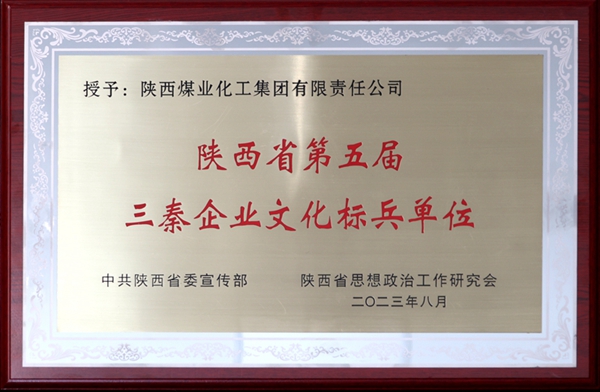 授予：陕西煤业化工集团有限责任公司
陕西省第五届
三秦企业文化标兵单位
中共陕西省委宣传部 陕西省思想政治工作研究会
二〇二三年八月